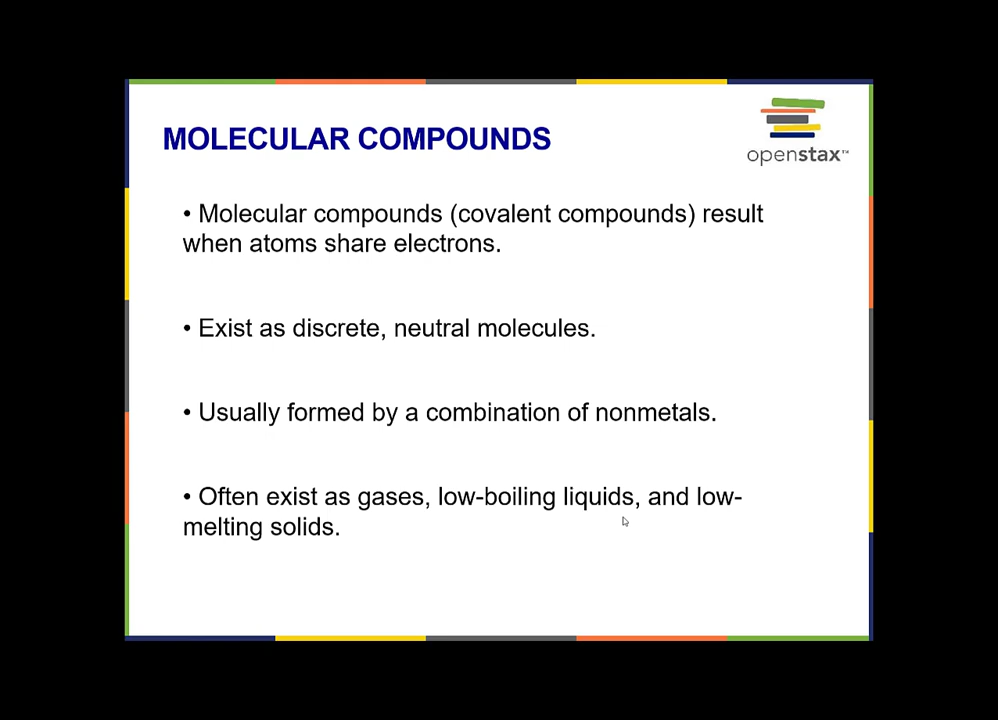 MOLECULAR COMPOUNDS
openstax™
• Molecular compounds (covalent compounds) result
when atoms share electrons.
• Exist as discrete, neutral molecules.
• Usually formed by a combination of nonmetals.
• Often exist as gases, low-boiling liquids, and low-
melting solids.